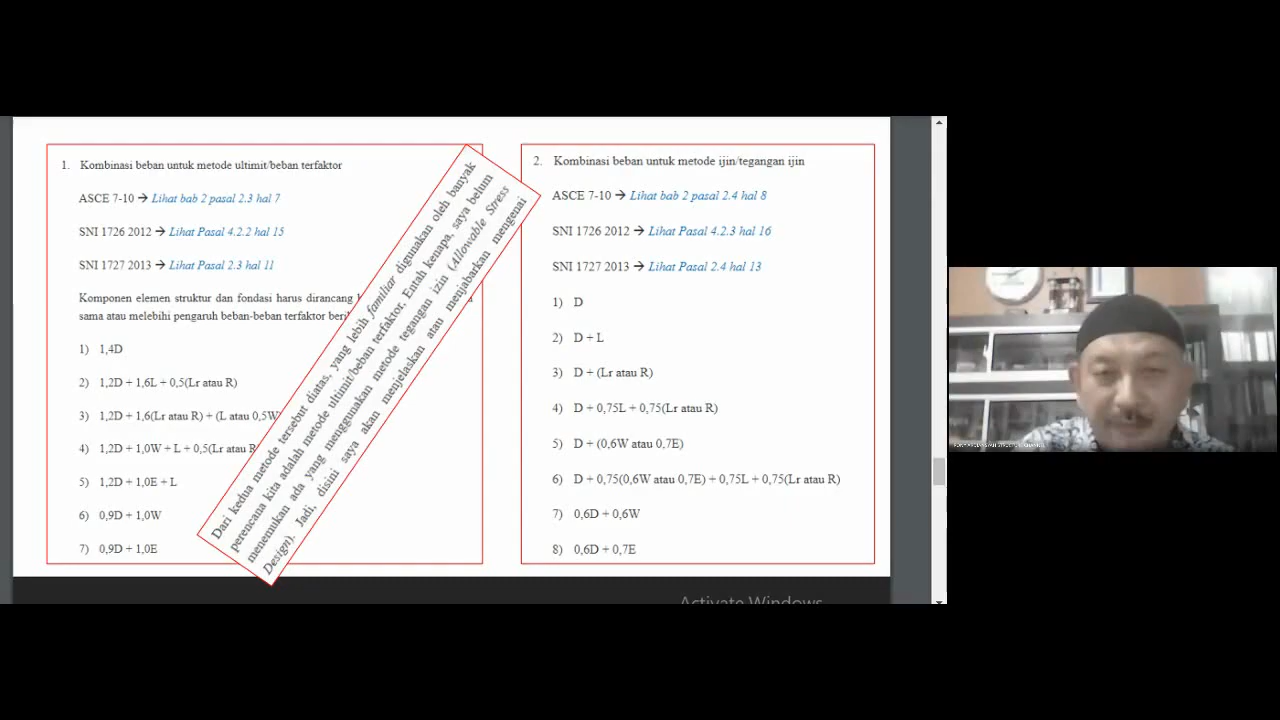 1. Kombinasi beban untuk metode ultimit/beban terfaktor
ASCE 7-10 → Lihat bab 2 pasal 2.3 hal 7
SNI 1726 2012 → Lihat Pasal 4.2.2 hal 15
SNI 1727 2013 → Lihat Pasal 2.3 hal 11
Komponen elemen struktur dan fondasi harus dirancang
sama atau melebihi pengaruh beban-beban terfaktor
1) 1,4D
2) 1,2D + 1,6L + 0,5(Lr atau R)
3) 1,2D + 1,6(Lr atau R) + (L atau 0,5W
4) 1,2D + 1,0W + L + 0,5(Lr atau R
5) 1,2D + 1,0E + L
6) 0,9D + 1,0W
7) 0,9D + 1,0E
Dari kedua metode tersebut diatas, yang lebih familiar digunakan oleh banyak
perencana kita adalah metode ultimit/beban terfaktor, Entah kenapa, saya belum
menemukan ada yang menggunakan metode tegangan izin (Allowable Stress
Design). Jadi, disini saya akan menjelaskan atau menjabarkan mengenai
2. Kombinasi beban untuk metode ijin/tegangan ijin
ASCE 7-10 → Lihat bab 2 pasal 2.4 hal 8
SNI 1726 2012 → Lihat Pasal 4.2.3 hal 16
SNI 1727 2013 → Lihat Pasal 2.4 hal 13
1) D
2) D + L
3) D + (Lr atau R)
4) D + 0,75L + 0,75(Lr atau R)
5) D + (0,6W atau 0,7E)
6) D + 0,75(0,6W atau 0,7E) + 0,75L + 0,75(Lr atau R)
7) 0,6D + 0,6W
8) 0,6D + 0,7E
Activate Windows